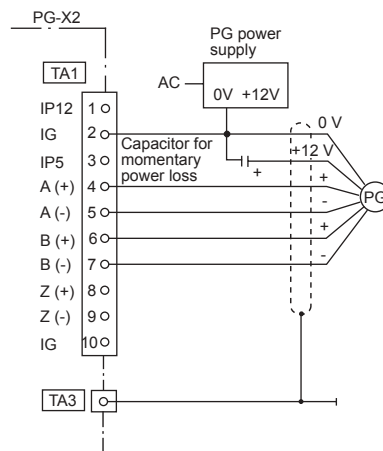 PG-X2
PG power
supply
TA1
AC
0V +12V
IP12 1
0 V
IG 2
Capacitor for
momentary
power loss
+12 V
IP5 3
+
A (+) 4
+
PG
A (-) 5
-
B (+) 6
+
B (-) 7
-
Z (+) 8
Z (-) 9
IG 10
TA3